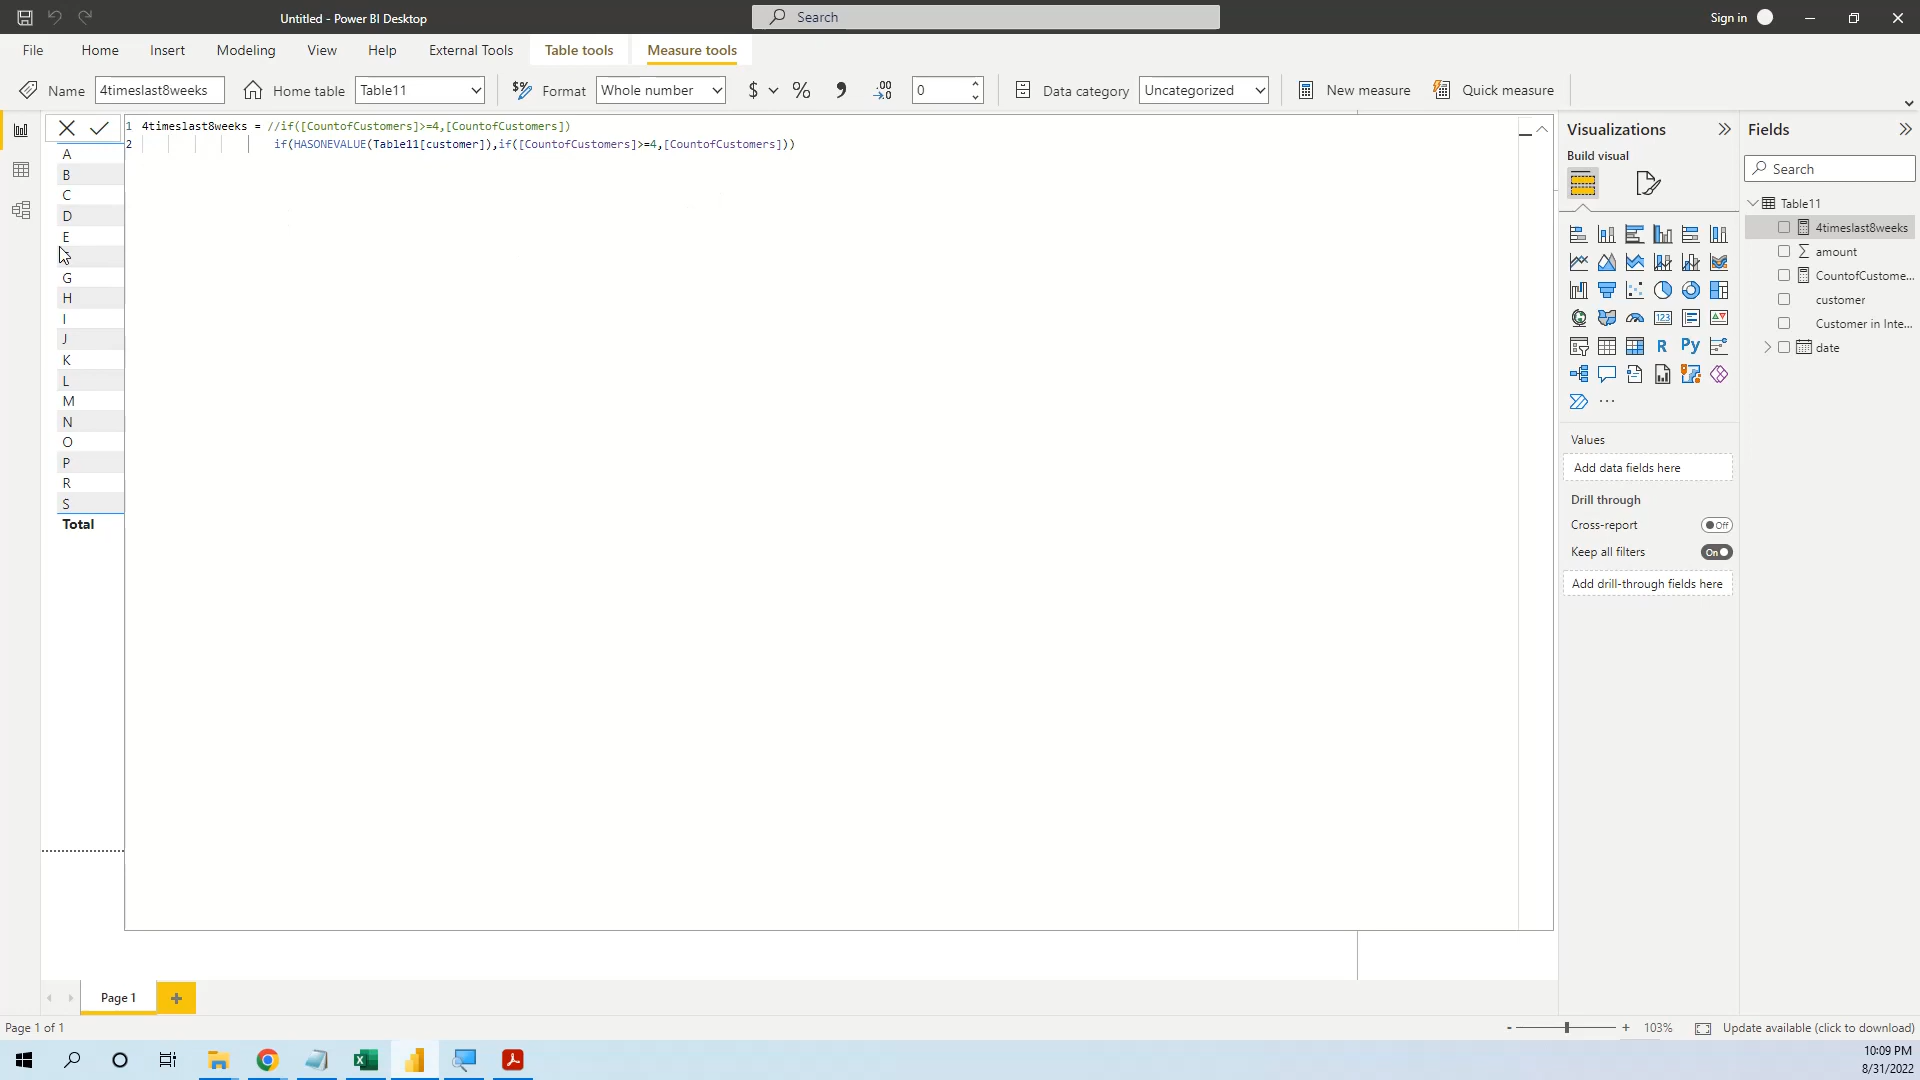 Untitled - Power BI Desktop
Search
Sign in
File
Home
Insert
Modeling
View
Help
External Tools
Table tools
Measure tools
Name
4timeslast8weeks
Home table
Table11
Format
Whole number
$
%
0
Data category
Uncategorized
New measure
Quick measure
1 4timeslast8weeks = //if([CountofCustomers]>=4,[CountofCustomers])
2 if(HASONEVALUE(Table11[customer]),if([CountofCustomers]>=4,[CountofCustomers]))
A
B
C
D
E
G
H
I
J
K
L
M
N
O
P
R
S
Total
Visualizations
Build visual
R
Py
123
...
Values
Add data fields here
Drill through
Cross-report
Off
Keep all filters
On
Add drill-through fields here
Fields
Search
Table11
4timeslast8weeks
amount
CountofCustome...
customer
Customer in Inte...
date
Page 1
+
Page 1 of 1
- + 103%
Update available (click to download)
10:09 PM
8/31/2022